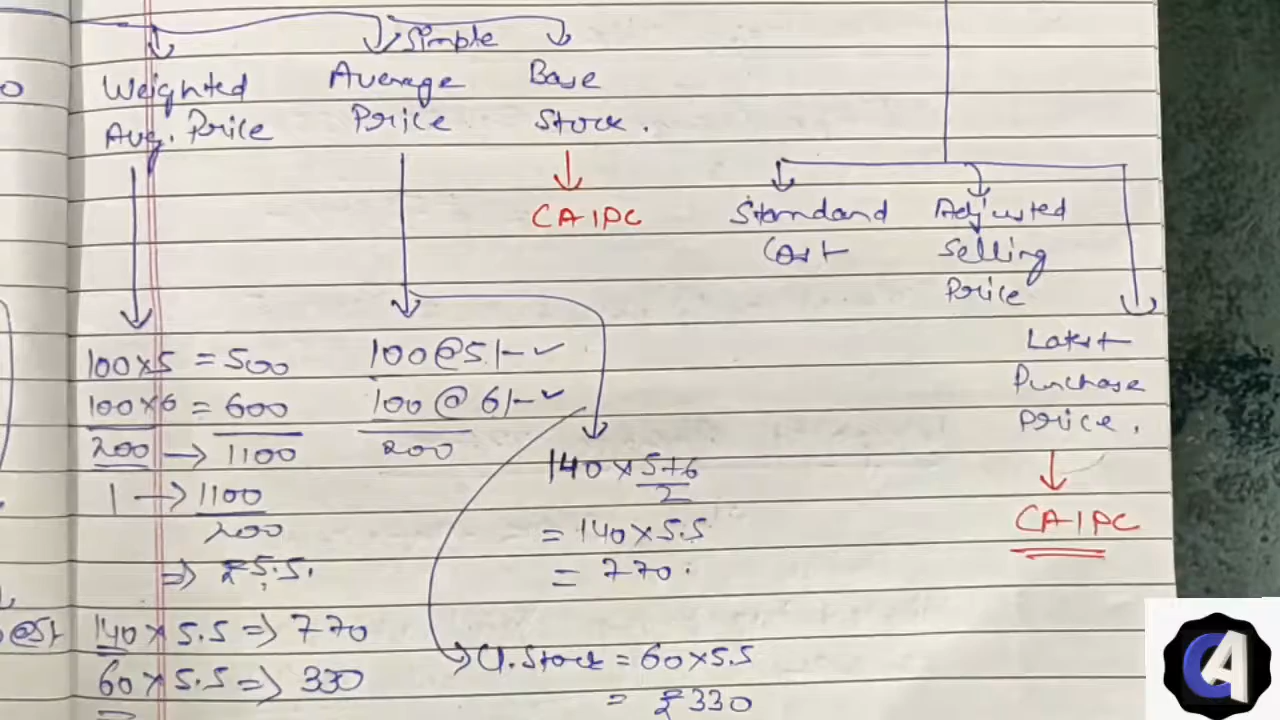 Simple
Weighted
Avg. Price
Average
Price
Base
Stock.
CA IPC
Standard
Cost
Adjusted
Selling
Price
Latest
Purchase
Price.
CA-IPC
100×5 = 500
100×6 = 600
200 → 1100
1 → 1100
200
⇒ ₹5.5.
140×5.5 ⇒ 770
60×5.5 ⇒ 330
100@5/- ✓
100@6/- ✓
200
140×5+6
2
= 140×5.5
= 770.
Cl. Stock = 60×5.5
= ₹330
CA